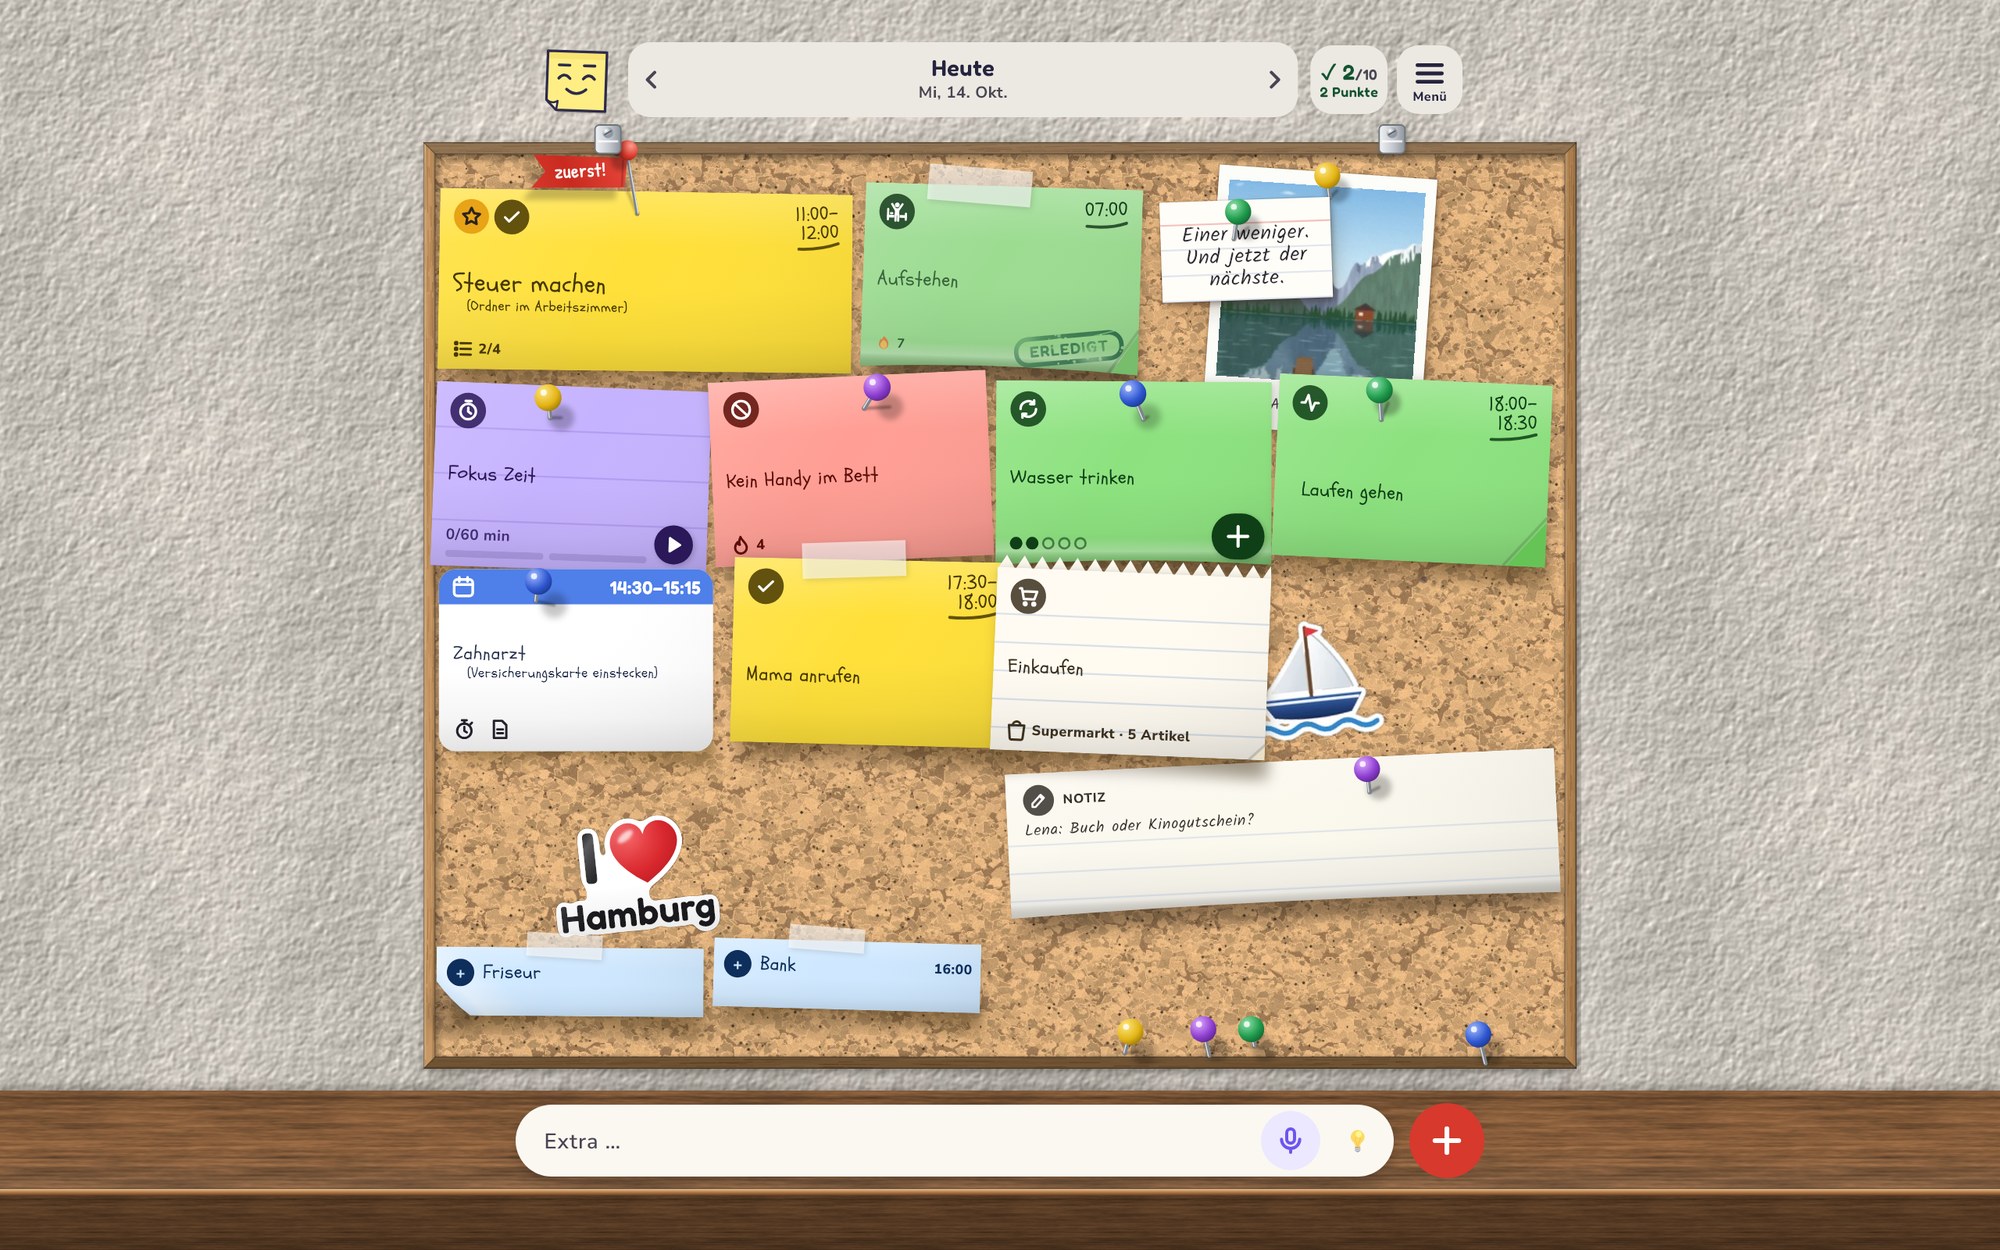 Heute
Mi, 14. Okt.
✓ 2/10
2 Punkte
Menü
zuerst!
11:00–
12:00
Steuer machen
(Ordner im Arbeitszimmer)
2/4
07:00
Aufstehen
7
ERLEDIGT
Einer weniger.
Und jetzt der
nächste.
Fokus Zeit
0/60 min
Kein Handy im Bett
4
Wasser trinken
18:00–
18:30
Laufen gehen
14:30–15:15
Zahnarzt
(Versicherungskarte einstecken)
17:30–
18:00
Mama anrufen
Einkaufen
Supermarkt · 5 Artikel
NOTIZ
Lena: Buch oder Kinogutschein?
I
Hamburg
Friseur
Bank
16:00
Extra ...